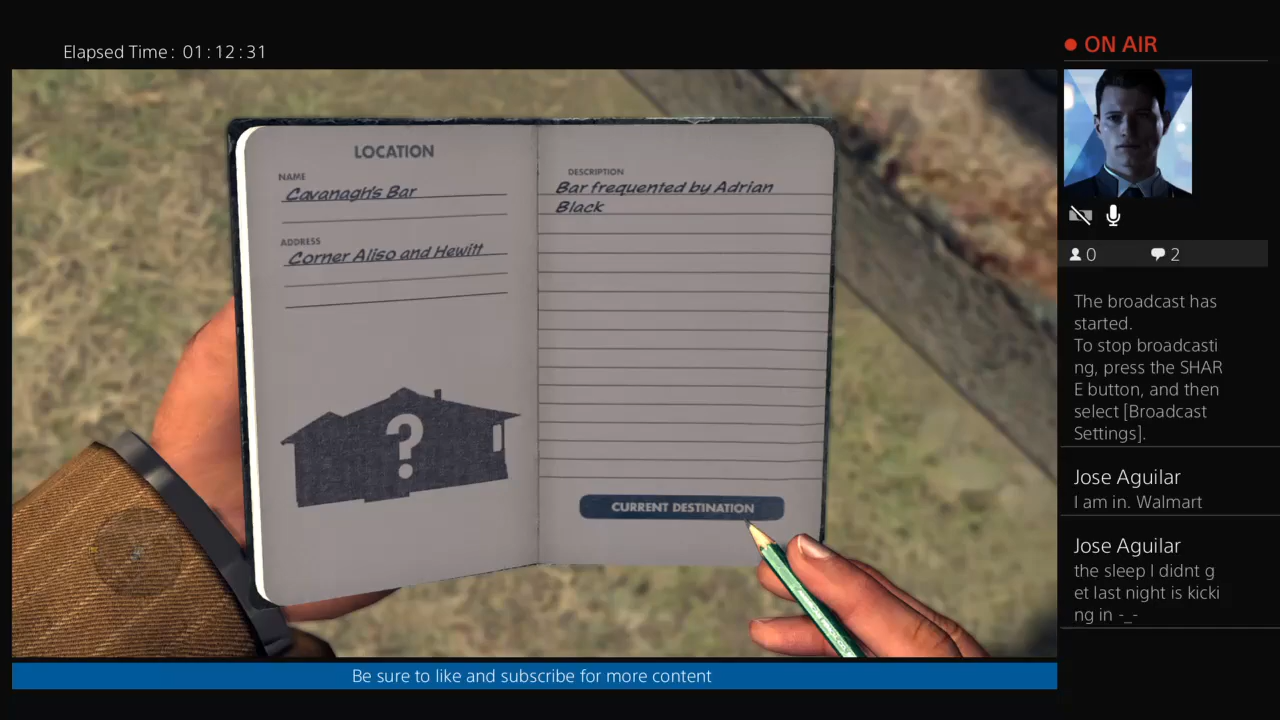 Elapsed Time: 01:12:31
ON AIR
LOCATION
NAME
Cavanagh's Bar
ADDRESS
Corner Aliso and Hewitt
DESCRIPTION
Bar frequented by Adrian
Black
?
CURRENT DESTINATION
0
2
The broadcast has
started.
To stop broadcasti
ng, press the SHAR
E button, and then
select [Broadcast
Settings].
Jose Aguilar
I am in. Walmart
Jose Aguilar
the sleep I didnt g
et last night is kicki
ng in -_-
Be sure to like and subscribe for more content